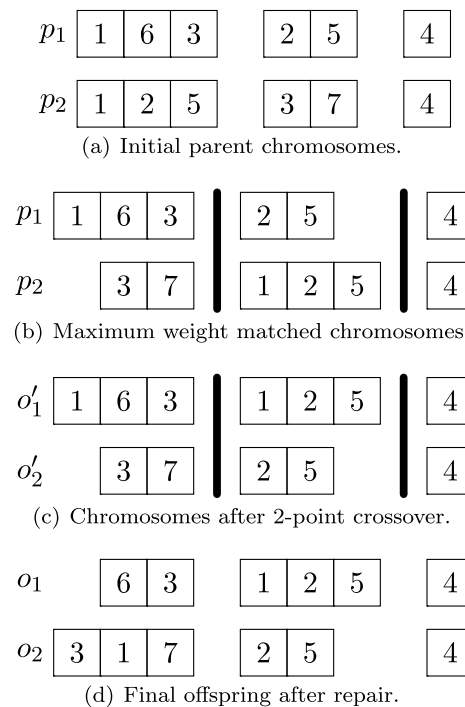 p₁ 1 6 3 2 5 4
p₂ 1 2 5 3 7 4
(a) Initial parent chromosomes.
p₁ 1 6 3 2 5 4
p₂ 3 7 1 2 5 4
(b) Maximum weight matched chromosomes
o′₁ 1 6 3 1 2 5 4
o′₂ 3 7 2 5 4
(c) Chromosomes after 2-point crossover.
o₁ 6 3 1 2 5 4
o₂ 3 1 7 2 5 4
(d) Final offspring after repair.